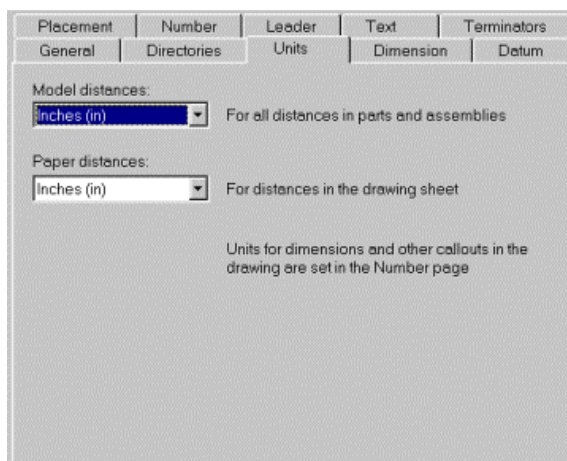 Placement Number Leader Text Terminators
General Directories Units Dimension Datum
Model distances:
Inches (in) For all distances in parts and assemblies
Paper distances:
Inches (in) For distances in the drawing sheet
Units for dimensions and other callouts in the
drawing are set in the Number page